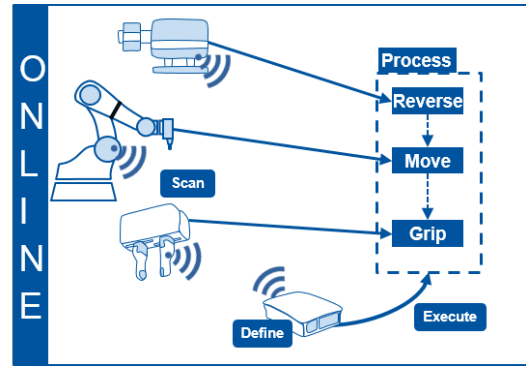 ONLINE
Process
Reverse
Move
Scan
Grip
Define
Execute